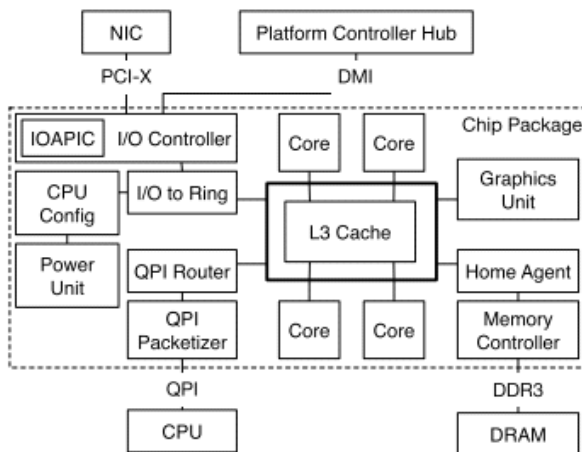 NIC
Platform Controller Hub
PCI-X
DMI
Chip Package
IOAPIC
I/O Controller
Core
Core
CPU
Config
I/O to Ring
Graphics
Unit
L3 Cache
Power
Unit
QPI Router
Home Agent
QPI
Packetizer
Core
Core
Memory
Controller
QPI
DDR3
CPU
DRAM